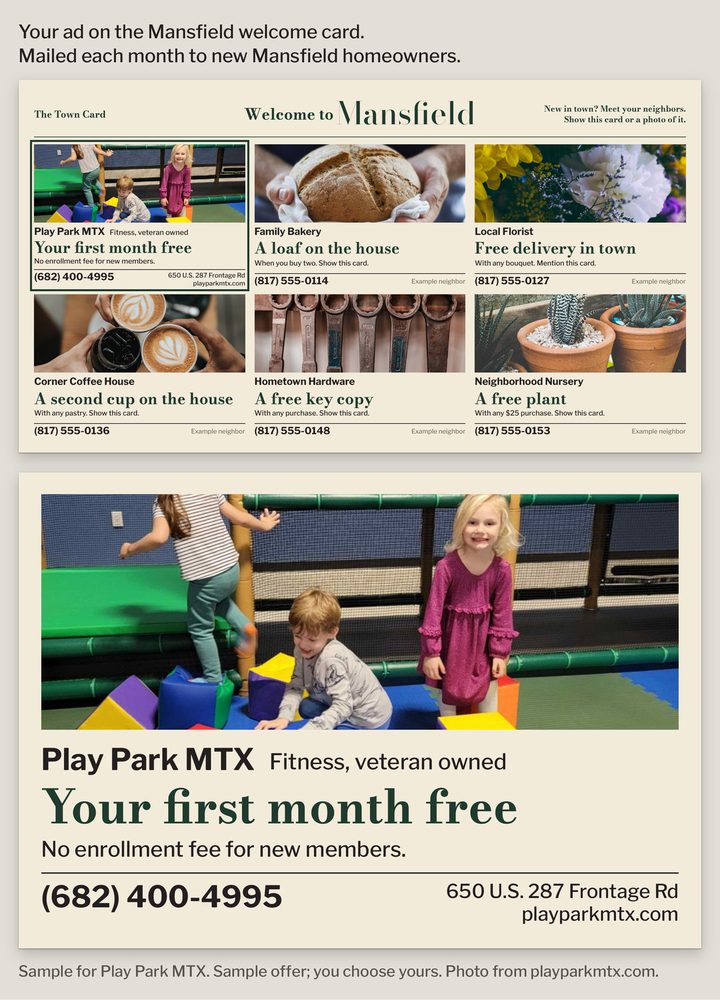 Your ad on the Mansfield welcome card.
Mailed each month to new Mansfield homeowners.
The Town Card
Welcome to Mansfield
New in town? Meet your neighbors.
Show this card or a photo of it.
Play Park MTX Fitness, veteran owned
Your first month free
No enrollment fee for new members.
(682) 400-4995
650 U.S. 287 Frontage Rd
playparkmtx.com
Family Bakery
A loaf on the house
With you buy two. Show this card.
(817) 555-0114
Example neighbor
Local Florist
Free delivery in town
With any bouquet. Mention this card.
(817) 555-0127
Example neighbor
Corner Coffee House
A second cup on the house
With any pastry. Show this card.
(817) 555-0136
Example neighbor
Hometown Hardware
A free key copy
With any purchase. Show this card.
(817) 555-0148
Example neighbor
Neighborhood Nursery
A free plant
With any $25 purchase. Show this card.
(817) 555-0153
Example neighbor
Play Park MTX Fitness, veteran owned
Your first month free
No enrollment fee for new members.
(682) 400-4995
650 U.S. 287 Frontage Rd
playparkmtx.com
Sample for Play Park MTX. Sample offer; you choose yours. Photo from playparkmtx.com.